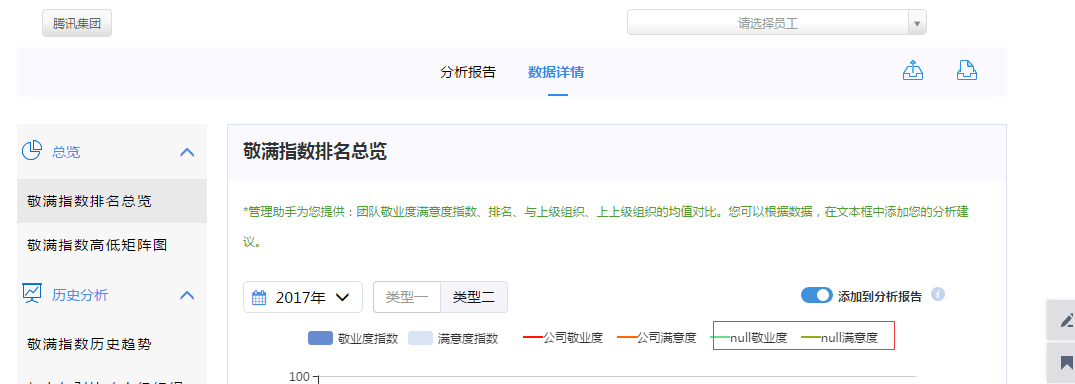 腾讯集团
请选择员工
分析报告 数据详情
总览
敬满指数排名总览
敬满指数高低矩阵图
历史分析
敬满指数历史趋势
敬满指数排名总览
*管理助手为您提供：团队敬业度满意度指数、排名、与上级组织、上上级组织的均值对比。您可以根据数据，在文本框中添加您的分析建
议。
2017年 类型一 类型二 添加到分析报告
敬业度指数 满意度指数 公司敬业度 公司满意度 null敬业度 null满意度
100